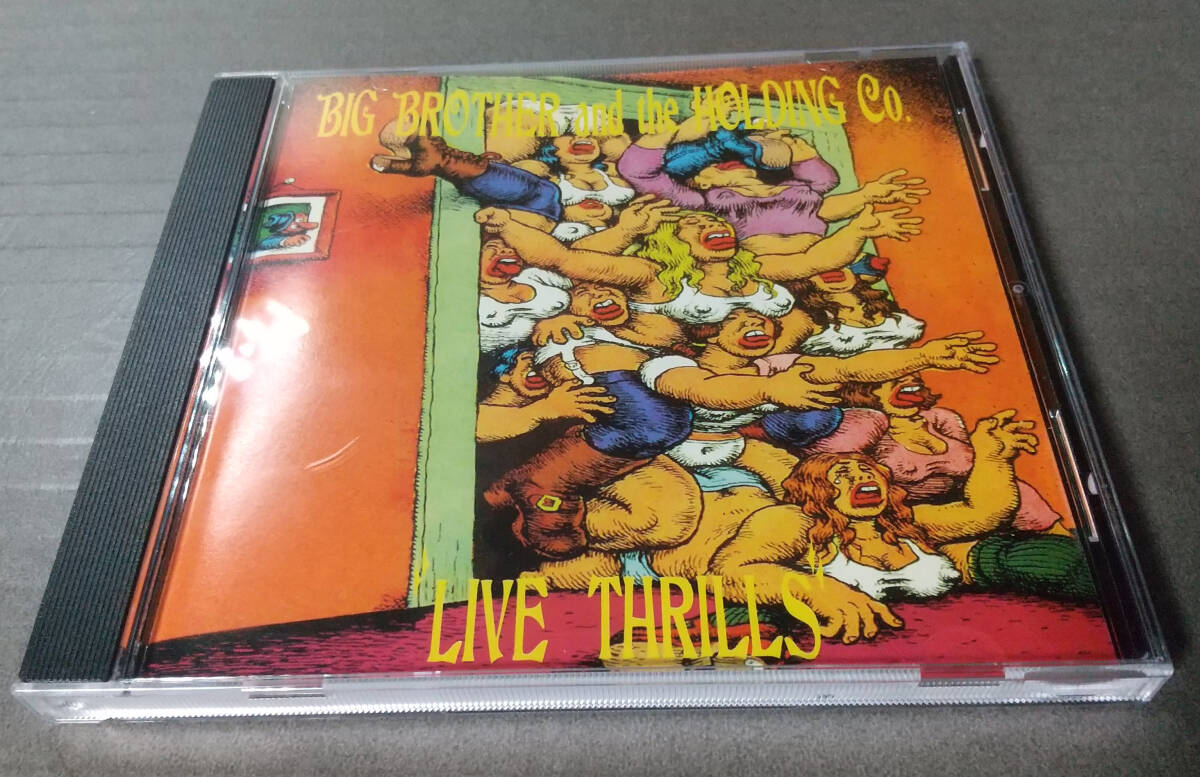 BIG BROTHER and the HOLDING Co.
"LIVE THRILLS"